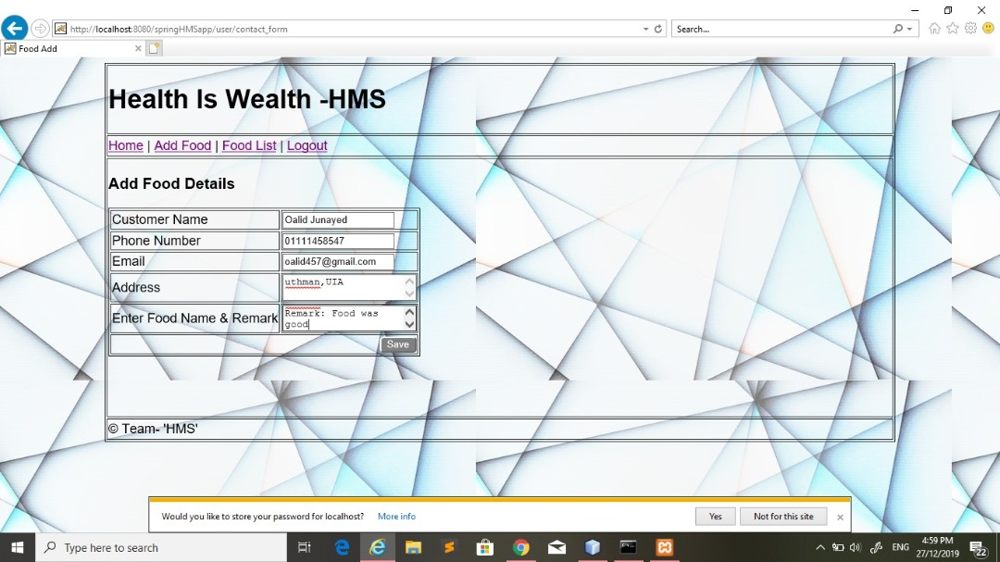 http://localhost:8080/springHMSapp/user/contact_form
Search...
Food Add
Health Is Wealth -HMS
Home | Add Food | Food List | Logout
Add Food Details
Customer Name Oalid Junayed
Phone Number 01111458547
Email oalid457@gmail.com
Address uthman,UIA
Enter Food Name & Remark Remark: Food was
good
Save
© Team- 'HMS'
Would you like to store your password for localhost? More info Yes Not for this site
Type here to search
ENG
4:59 PM
27/12/2019
22